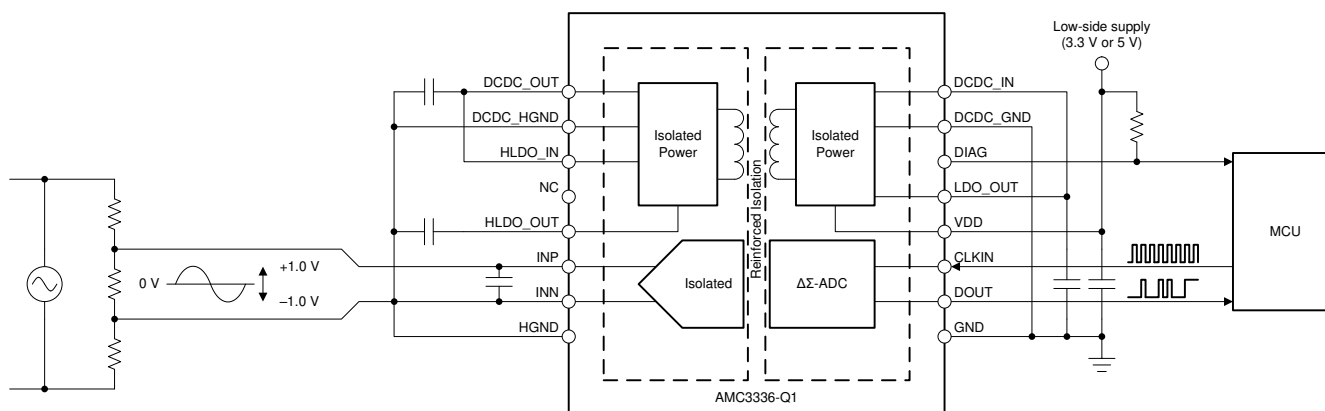 Low-side supply
(3.3 V or 5 V)
DCDC_OUT
DCDC_HGND
HLDO_IN
NC
HLDO_OUT
INP
INN
HGND
Isolated
Power
Reinforced Isolation
Isolated
Power
Isolated
ΔΣ-ADC
DCDC_IN
DCDC_GND
DIAG
LDO_OUT
VDD
CLKIN
DOUT
GND
MCU
0 V
+1.0 V
–1.0 V
AMC3336-Q1